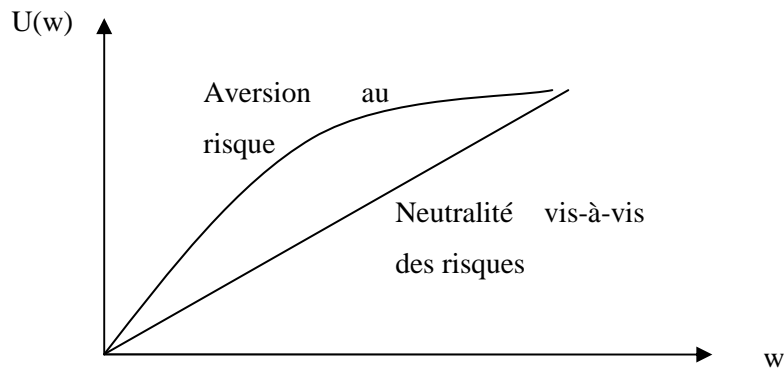 U(w)
Aversion au
risque
Neutralité vis-à-vis
des risques
w